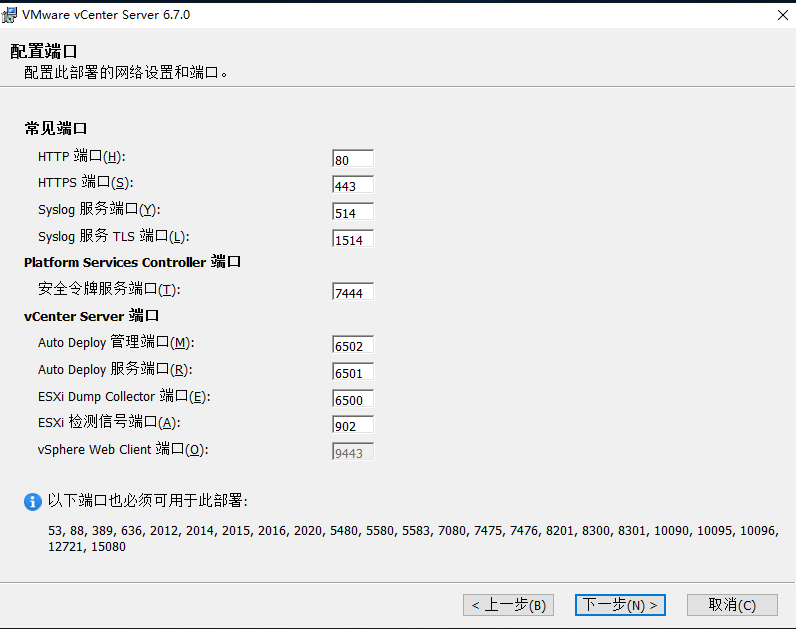 VMware vCenter Server 6.7.0
配置端口
配置此部署的网络设置和端口。
常见端口
HTTP 端口(H): 80
HTTPS 端口(S): 443
Syslog 服务端口(Y): 514
Syslog 服务 TLS 端口(L): 1514
Platform Services Controller 端口
安全令牌服务端口(T): 7444
vCenter Server 端口
Auto Deploy 管理端口(M): 6502
Auto Deploy 服务端口(R): 6501
ESXi Dump Collector 端口(E): 6500
ESXi 检测信号端口(A): 902
vSphere Web Client 端口(O): 9443
以下端口也必须可用于此部署:
53, 88, 389, 636, 2012, 2014, 2015, 2016, 2020, 5480, 5580, 5583, 7080, 7475, 7476, 8201, 8300, 8301, 10090, 10095, 10096,
12721, 15080
< 上一步(B) 下一步(N) > 取消(C)